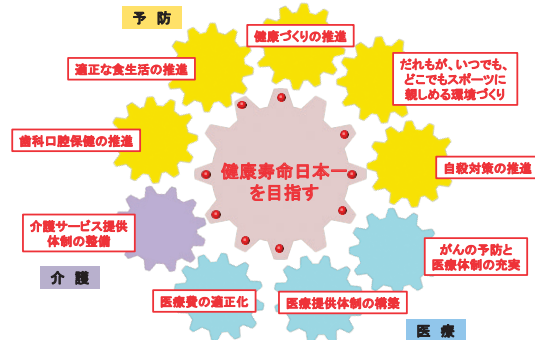 予 防
健康づくりの推進
適正な食生活の推進
だれもが、いつでも、
どこでもスポーツに
親しめる環境づくり
歯科口腔保健の推進
健康寿命日本一
を目指す
自殺対策の推進
介護サービス提供
体制の整備
がんの予防と
医療体制の充実
介 護
医療費の適正化
医療提供体制の構築
医 療